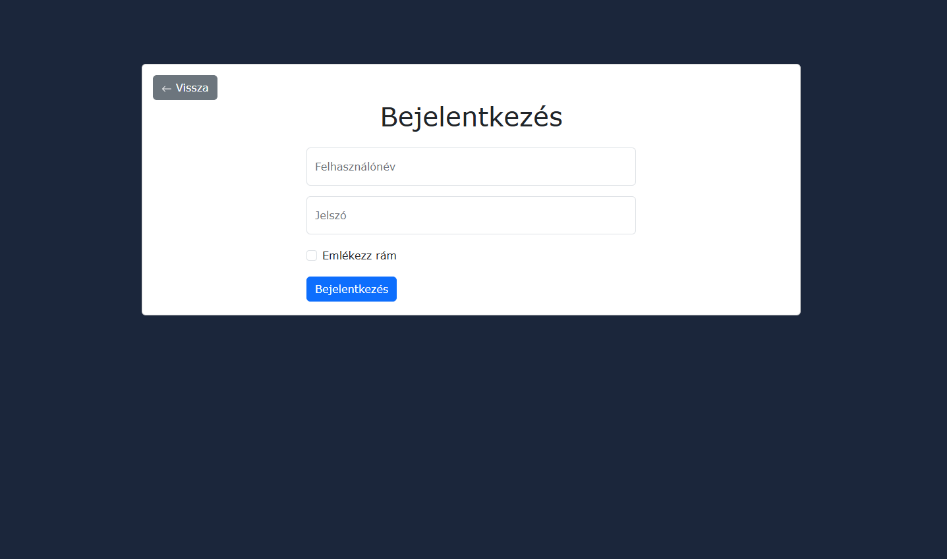 ← Vissza
Bejelentkezés
Felhasználónév
Jelszó
Emlékezz rám
Bejelentkezés